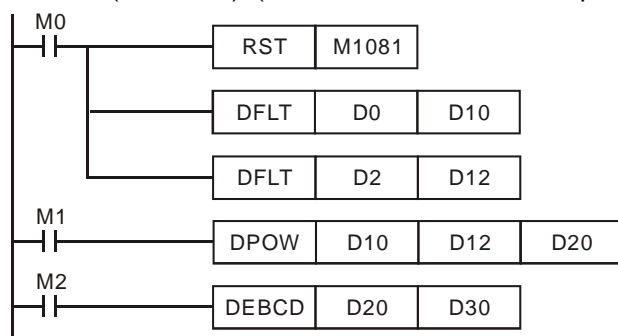 M0
RST M1081
DFLT D0 D10
DFLT D2 D12
M1
DPOW D10 D12 D20
M2
DEBCD D20 D30